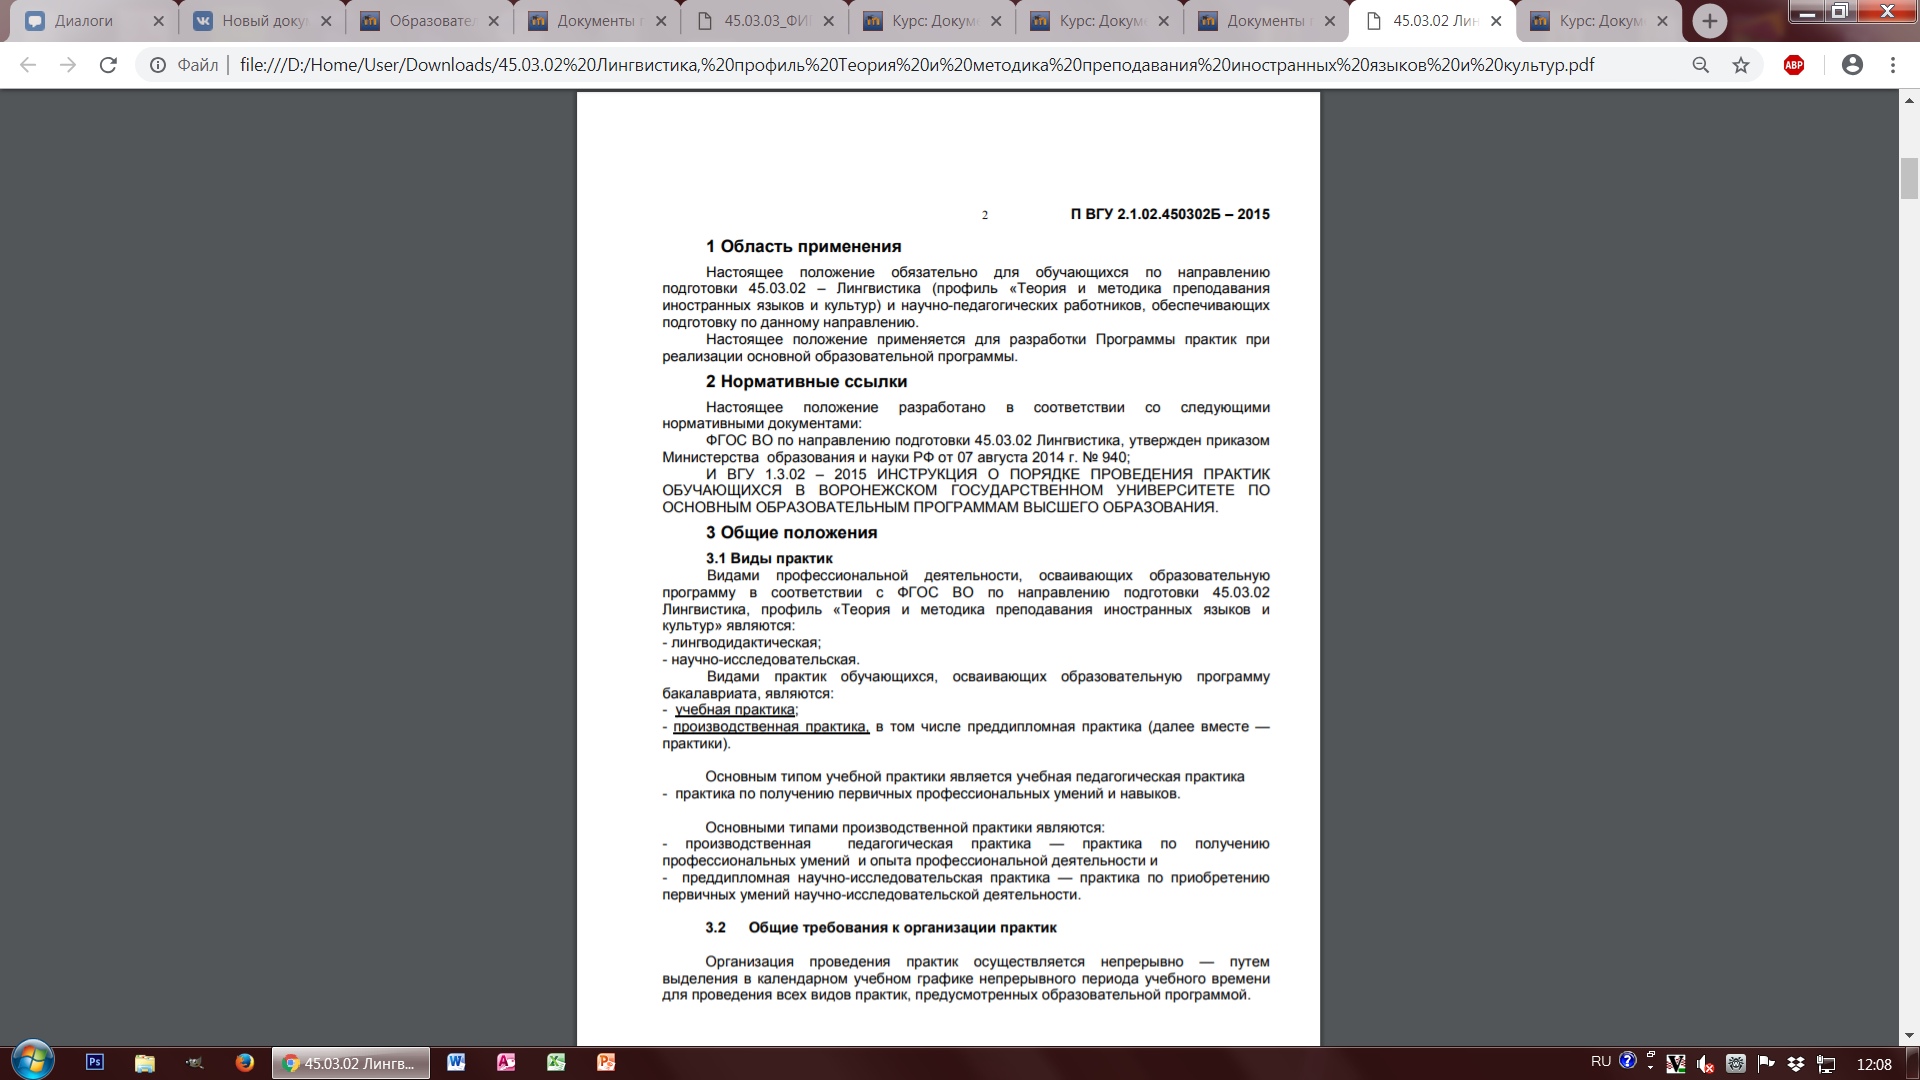 Диалоги
Новый доку
Образовател
Документы
45.03.03_ФИ
Курс: Докум
Курс: Докум
Документы
45.03.02 Лин
Курс: Докум
Файл
file:///D:/Home/User/Downloads/45.03.02%20Лингвистика,%20профиль%20Теория%20и%20методика%20преподавания%20иностранных%20языков%20и%20культур.pdf
ABP
2 П ВГУ 2.1.02.450302Б – 2015
1 Область применения
Настоящее положение обязательно для обучающихся по направлению
подготовки 45.03.02 – Лингвистика (профиль «Теория и методика преподавания
иностранных языков и культур) и научно-педагогических работников, обеспечивающих
подготовку по данному направлению.
Настоящее положение применяется для разработки Программы практик при
реализации основной образовательной программы.
2 Нормативные ссылки
Настоящее положение разработано в соответствии со следующими
нормативными документами:
ФГОС ВО по направлению подготовки 45.03.02 Лингвистика, утвержден приказом
Министерства образования и науки РФ от 07 августа 2014 г. № 940;
И ВГУ 1.3.02 – 2015 ИНСТРУКЦИЯ О ПОРЯДКЕ ПРОВЕДЕНИЯ ПРАКТИК
ОБУЧАЮЩИХСЯ В ВОРОНЕЖСКОМ ГОСУДАРСТВЕННОМ УНИВЕРСИТЕТЕ ПО
ОСНОВНЫМ ОБРАЗОВАТЕЛЬНЫМ ПРОГРАММАМ ВЫСШЕГО ОБРАЗОВАНИЯ.
3 Общие положения
3.1 Виды практик
Видами профессиональной деятельности, осваивающих образовательную
программу в соответствии с ФГОС ВО по направлению подготовки 45.03.02
Лингвистика, профиль «Теория и методика преподавания иностранных языков и
культур» являются:
- лингводидактическая;
- научно-исследовательская.
Видами практик обучающихся, осваивающих образовательную программу
бакалавриата, являются:
- учебная практика;
- производственная практика, в том числе преддипломная практика (далее вместе —
практики).
Основным типом учебной практики является учебная педагогическая практика
- практика по получению первичных профессиональных умений и навыков.
Основными типами производственной практики являются:
- производственная педагогическая практика — практика по получению
профессиональных умений и опыта профессиональной деятельности и
- преддипломная научно-исследовательская практика — практика по приобретению
первичных умений научно-исследовательской деятельности.
3.2 Общие требования к организации практик
Организация проведения практик осуществляется непрерывно — путем
выделения в календарном учебном графике непрерывного периода учебного времени
для проведения всех видов практик, предусмотренных образовательной программой.
Ps
45.03.02 Лингв...
RU
12:08